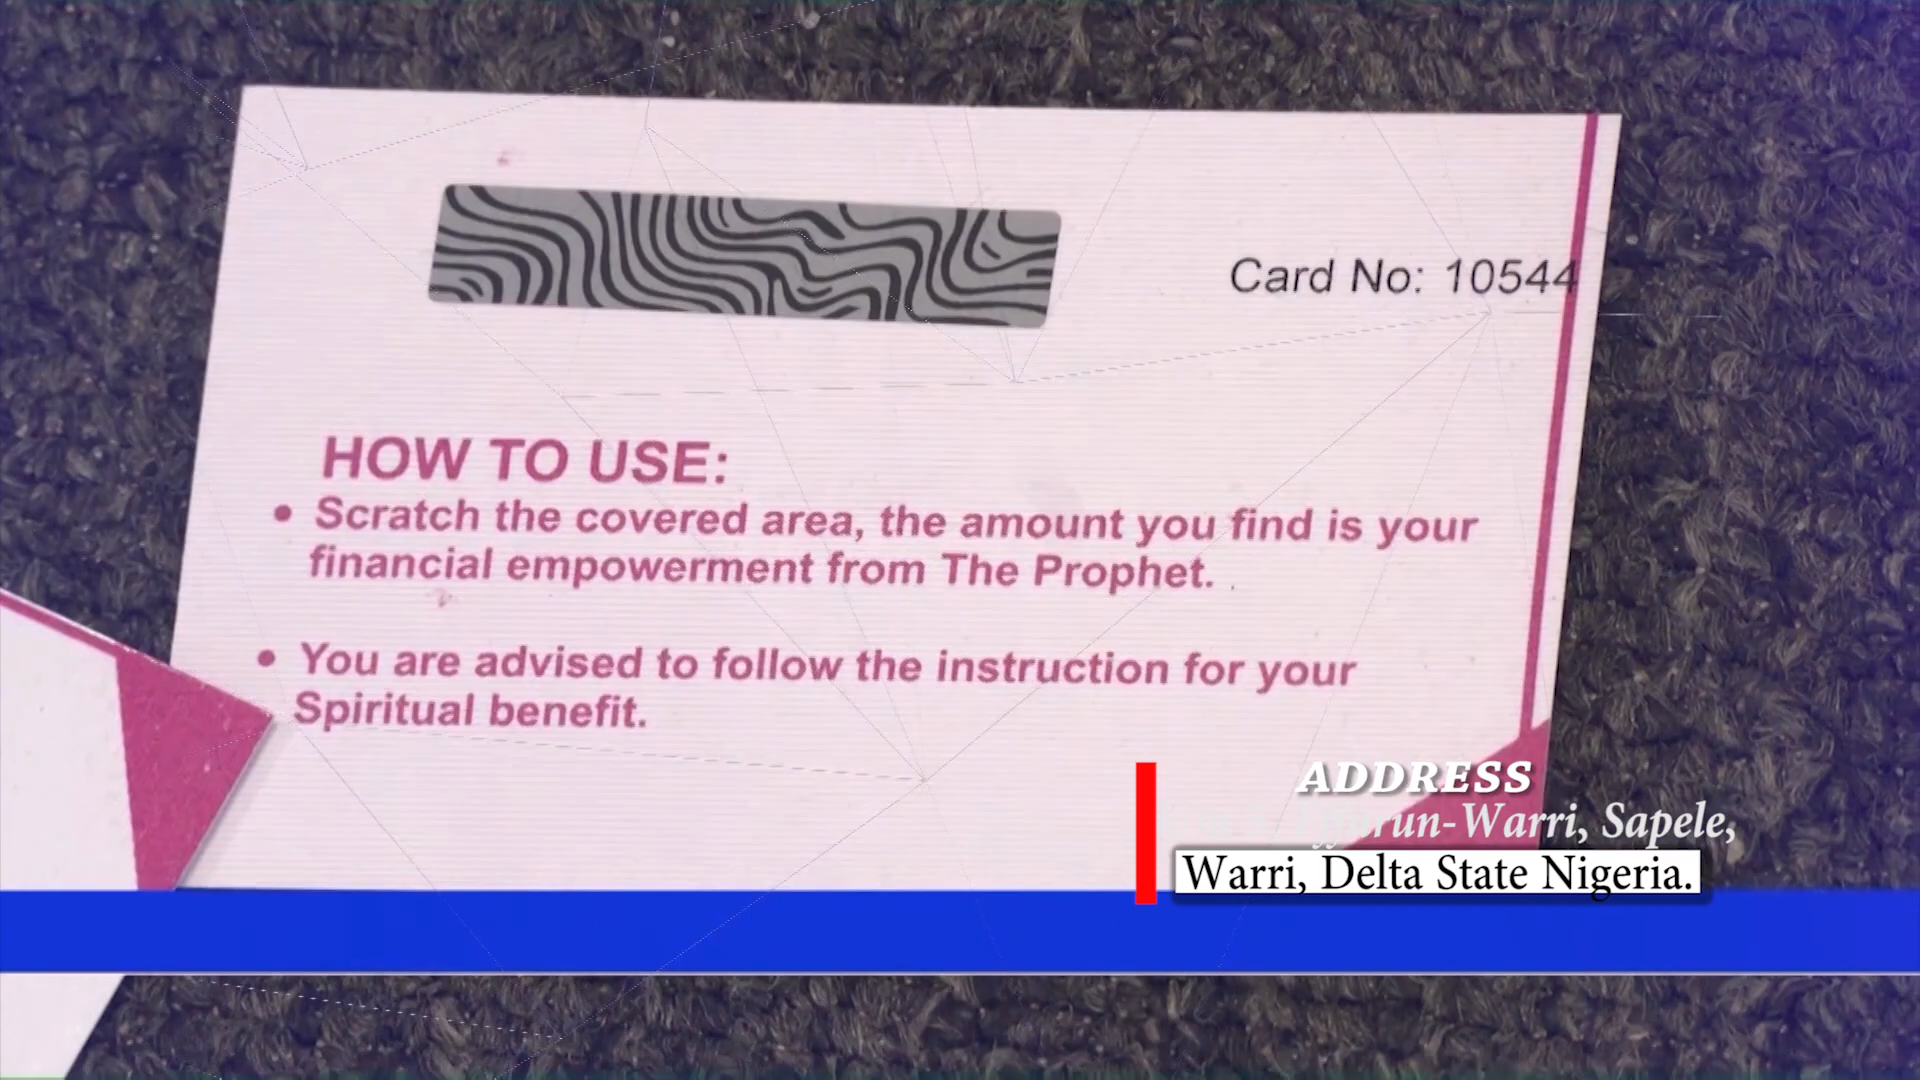 Card No: 10544
HOW TO USE:
• Scratch the covered area, the amount you find is your
financial empowerment from The Prophet.
• You are advised to follow the instruction for your
Spiritual benefit.
ADDRESS
Sapele,
Warri, Delta State Nigeria.